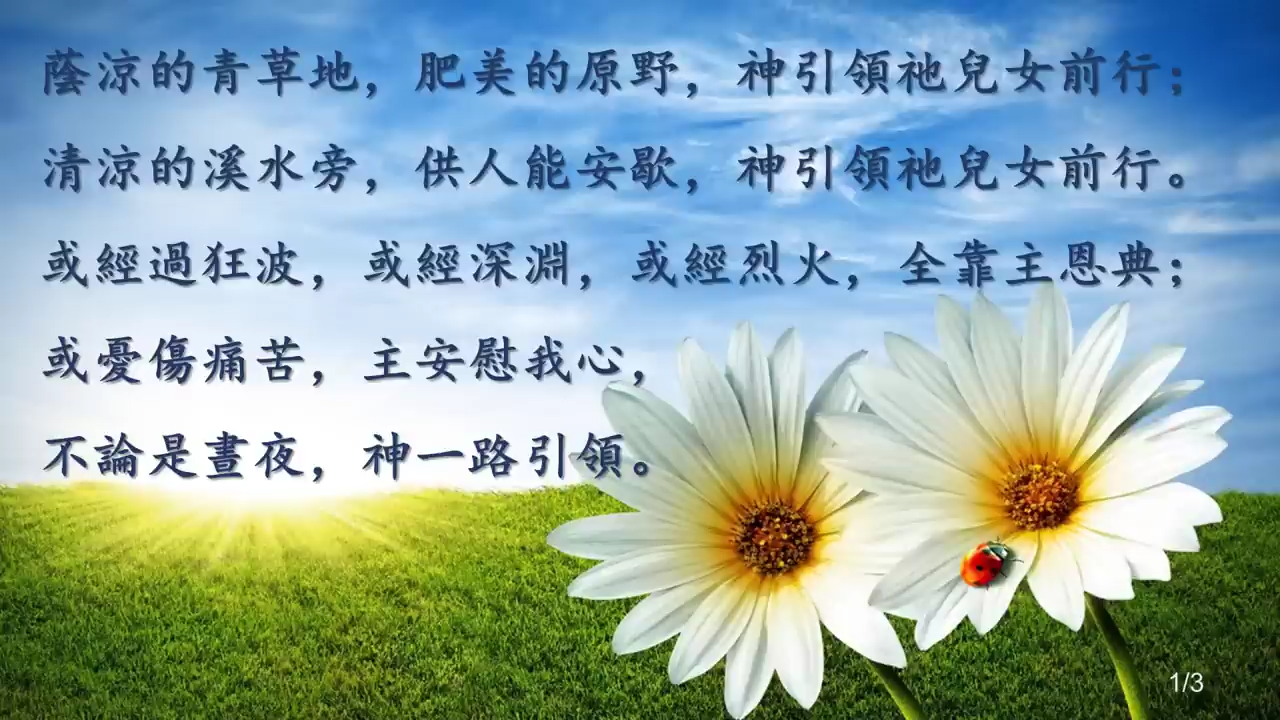 蔭涼的青草地，肥美的原野，神引領祂兒女前行；
清涼的溪水旁，供人能安歇，神引領祂兒女前行。
或經過狂波，或經深淵，或經烈火，全靠主恩典；
或憂傷痛苦，主安慰我心，
不論是晝夜，神一路引領。
1/3